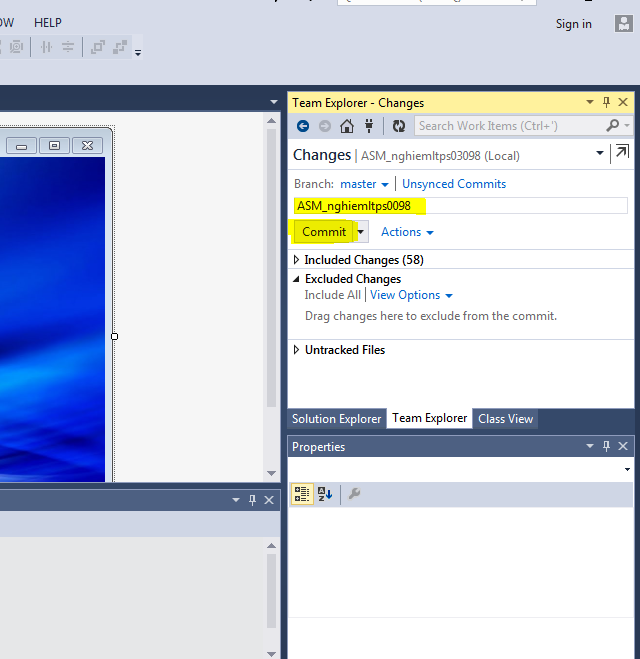 OW HELP
Sign in
Team Explorer - Changes
Search Work Items (Ctrl+')
Changes | ASM_nghiemltps03098 (Local)
Branch: master Unsynced Commits
ASM_nghiemltps0098
Commit Actions
Included Changes (58)
Excluded Changes
Include All View Options
Drag changes here to exclude from the commit.
Untracked Files
Solution Explorer Team Explorer Class View
Properties